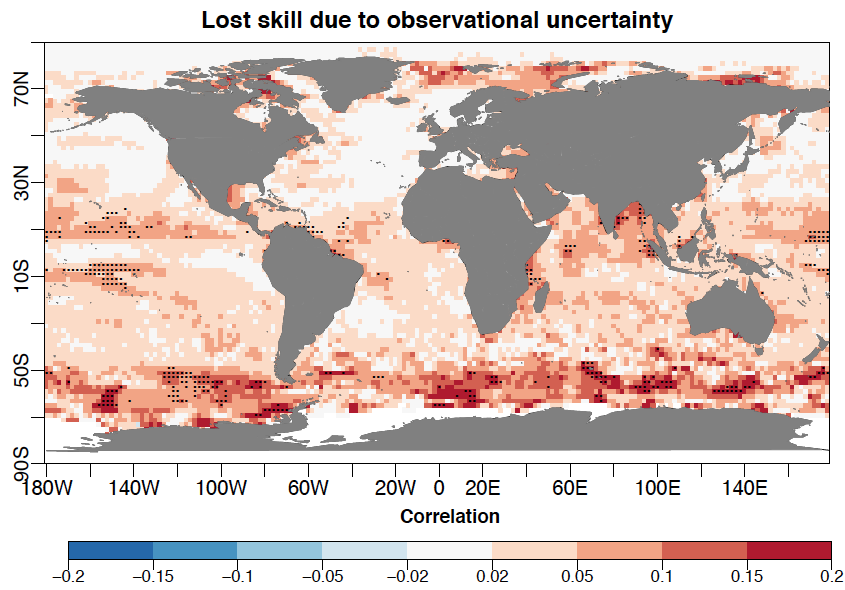 Lost skill due to observational uncertainty
70N
30N
10S
50S
90S
180W 140W 100W 60W 20W 0 20E 60E 100E 140E
Correlation
−0.2 −0.15 −0.1 −0.05 −0.02 0.02 0.05 0.1 0.15 0.2